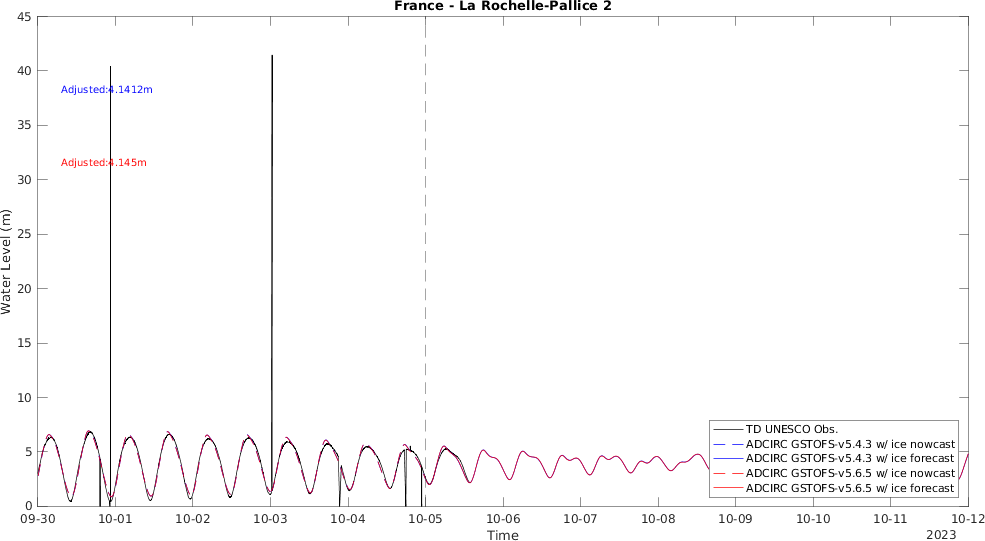 France - La Rochelle-Pallice 2
45
40
35
30
25
20
15
10
5
0
Water Level (m)
Adjusted:4.1412m
Adjusted:4.145m
TD UNESCO Obs.
ADCIRC GSTOFS-v5.4.3 w/ ice nowcast
ADCIRC GSTOFS-v5.4.3 w/ ice forecast
ADCIRC GSTOFS-v5.6.5 w/ ice nowcast
ADCIRC GSTOFS-v5.6.5 w/ ice forecast
09-30 10-01 10-02 10-03 10-04 10-05 10-06 10-07 10-08 10-09 10-10 10-11 10-12
Time
2023